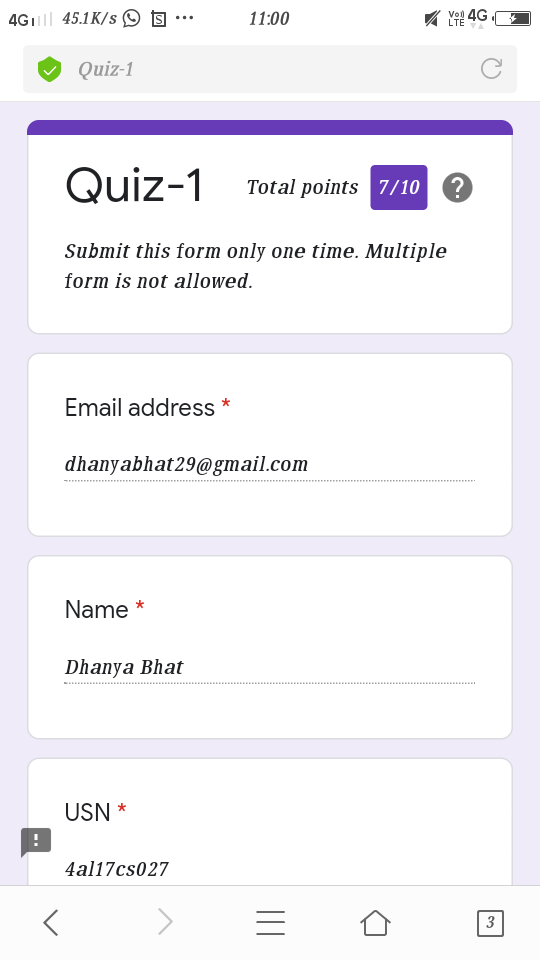 4G 45.1K/s S ... 11:00 Vo)) LTE 4G
Quiz-1
Quiz-1 Total points 7/10 ?
Submit this form only one time. Multiple
form is not allowed.
Email address *
dhanyabhat29@gmail.com
Name *
Dhanya Bhat
USN *
!
4al17cs027
3